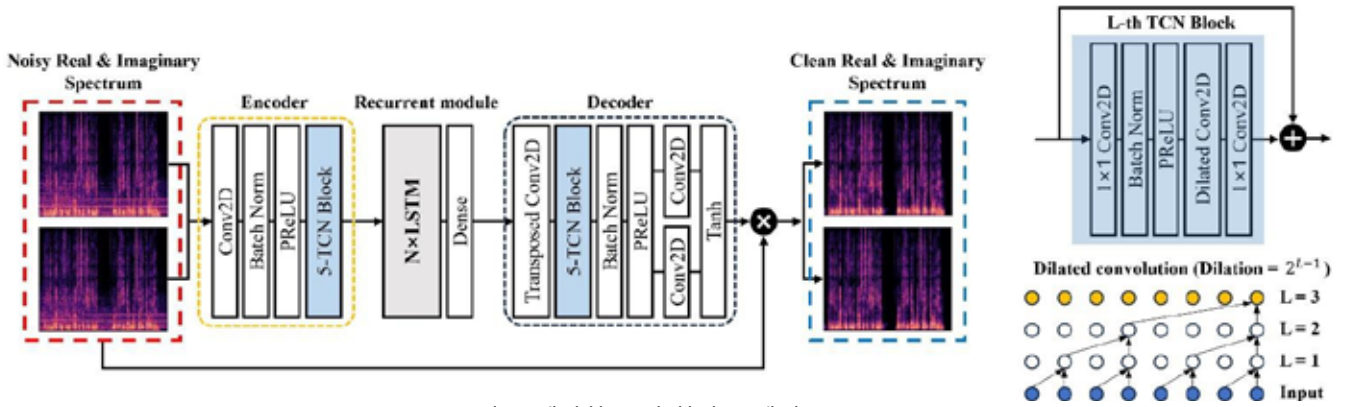 Noisy Real & Imaginary
Spectrum
Encoder
Conv2D
Batch Norm
PReLU
5-TCN Block
Recurrent module
N×LSTM
Dense
Decoder
Transposed Conv2D
5-TCN Block
Batch Norm
PReLU
Conv2D
Conv2D
Tanh
Clean Real & Imaginary
Spectrum
L-th TCN Block
1×1 Conv2D
Batch Norm
PReLU
Dilated Conv2D
1×1 Conv2D
Dilated convolution (Dilation = 2^{L−1})
L = 3
L = 2
L = 1
Input